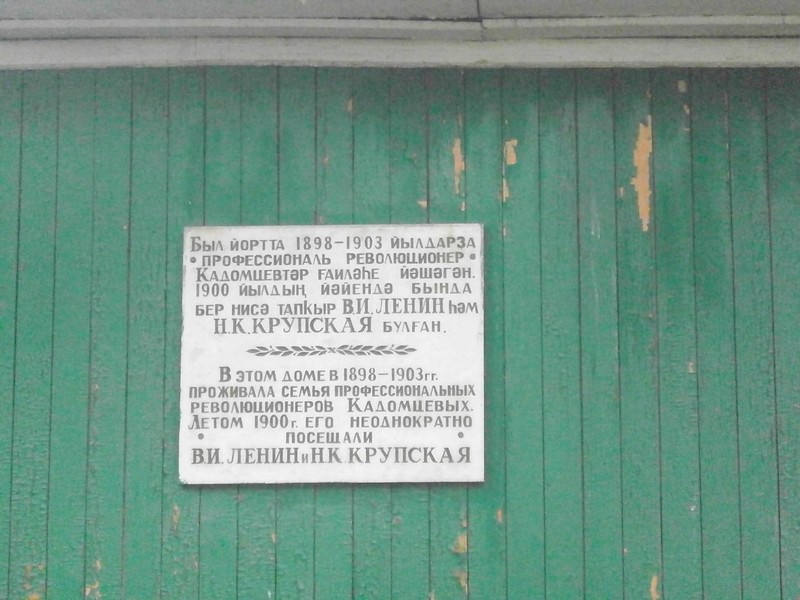 Был йортта 1898–1903 йылдарҙа
• профессиональ революционер •
Кадомцевтәр ғаиләһе йәшәгән.
1900 йылдың йәйендә бында
бер нисә тапҡыр В.И. ЛЕНИН һәм
Н.К. КРУПСКАЯ булған.
В этом доме в 1898–1903гг.
проживала семья профессиональных
революционеров Кадомцевых.
Летом 1900г. его неоднократно
• посещали •
В.И. ЛЕНИН и Н К КРУПСКАЯ